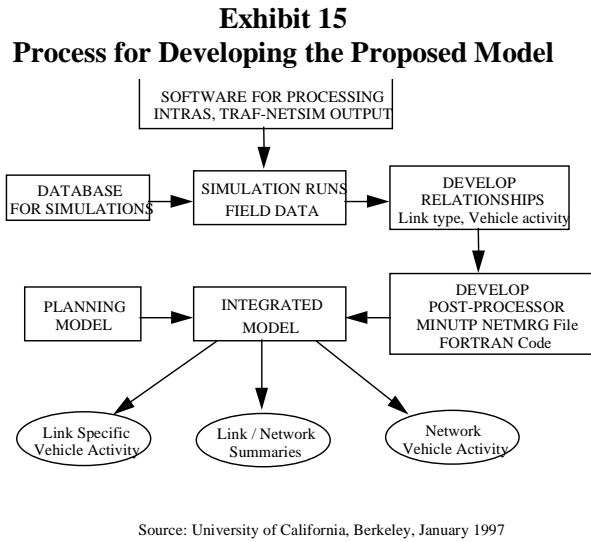 Exhibit 15
Process for Developing the Proposed Model
SOFTWARE FOR PROCESSING
INTRAS, TRAF-NETSIM OUTPUT
DATABASE
FOR SIMULATIONS
SIMULATION RUNS
FIELD DATA
DEVELOP
RELATIONSHIPS
Link type, Vehicle activity
PLANNING
MODEL
INTEGRATED
MODEL
DEVELOP
POST-PROCESSOR
MINUTP NETMRG File
FORTRAN Code
Link Specific
Vehicle Activity
Link / Network
Summaries
Network
Vehicle Activity
Source: University of California, Berkeley, January 1997